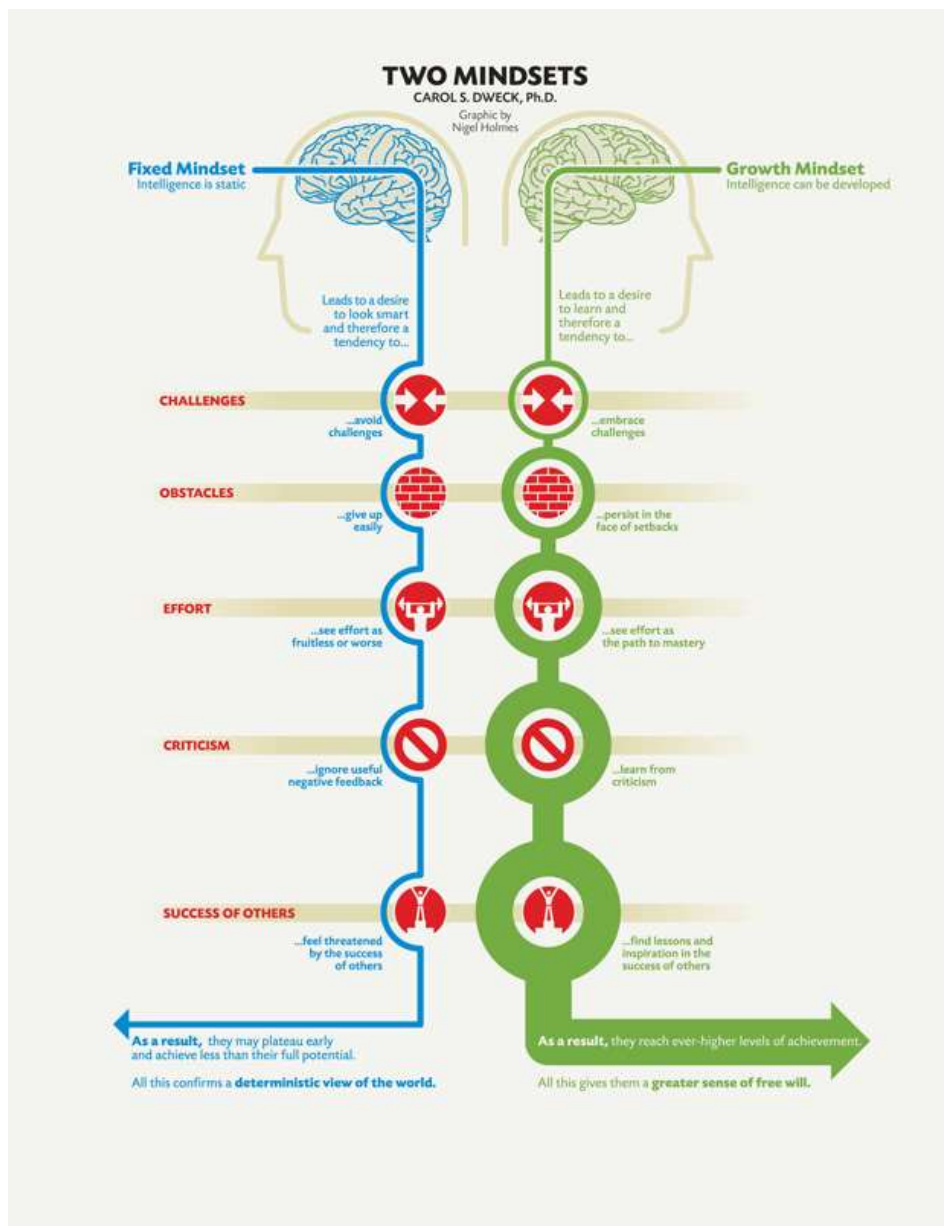 TWO MINDSETS
CAROL S. DWECK, Ph.D.
Graphic by
Nigel Holmes
Fixed Mindset
Intelligence is static
Growth Mindset
Intelligence can be developed
Leads to a desire
to look smart
and therefore a
tendency to...
Leads to a desire
to learn and
therefore a
tendency to...
CHALLENGES
...avoid
challenges
...embrace
challenges
OBSTACLES
...give up
easily
...persist in the
face of setbacks
EFFORT
...see effort as
fruitless or worse
...see effort as
the path to mastery
CRITICISM
...ignore useful
negative feedback
...learn from
criticism
SUCCESS OF OTHERS
...feel threatened
by the success
of others
...find lessons and
inspiration in the
success of others
As a result, they may plateau early
and achieve less than their full potential.
All this confirms a deterministic view of the world.
As a result, they reach ever-higher levels of achievement.
All this gives them a greater sense of free will.